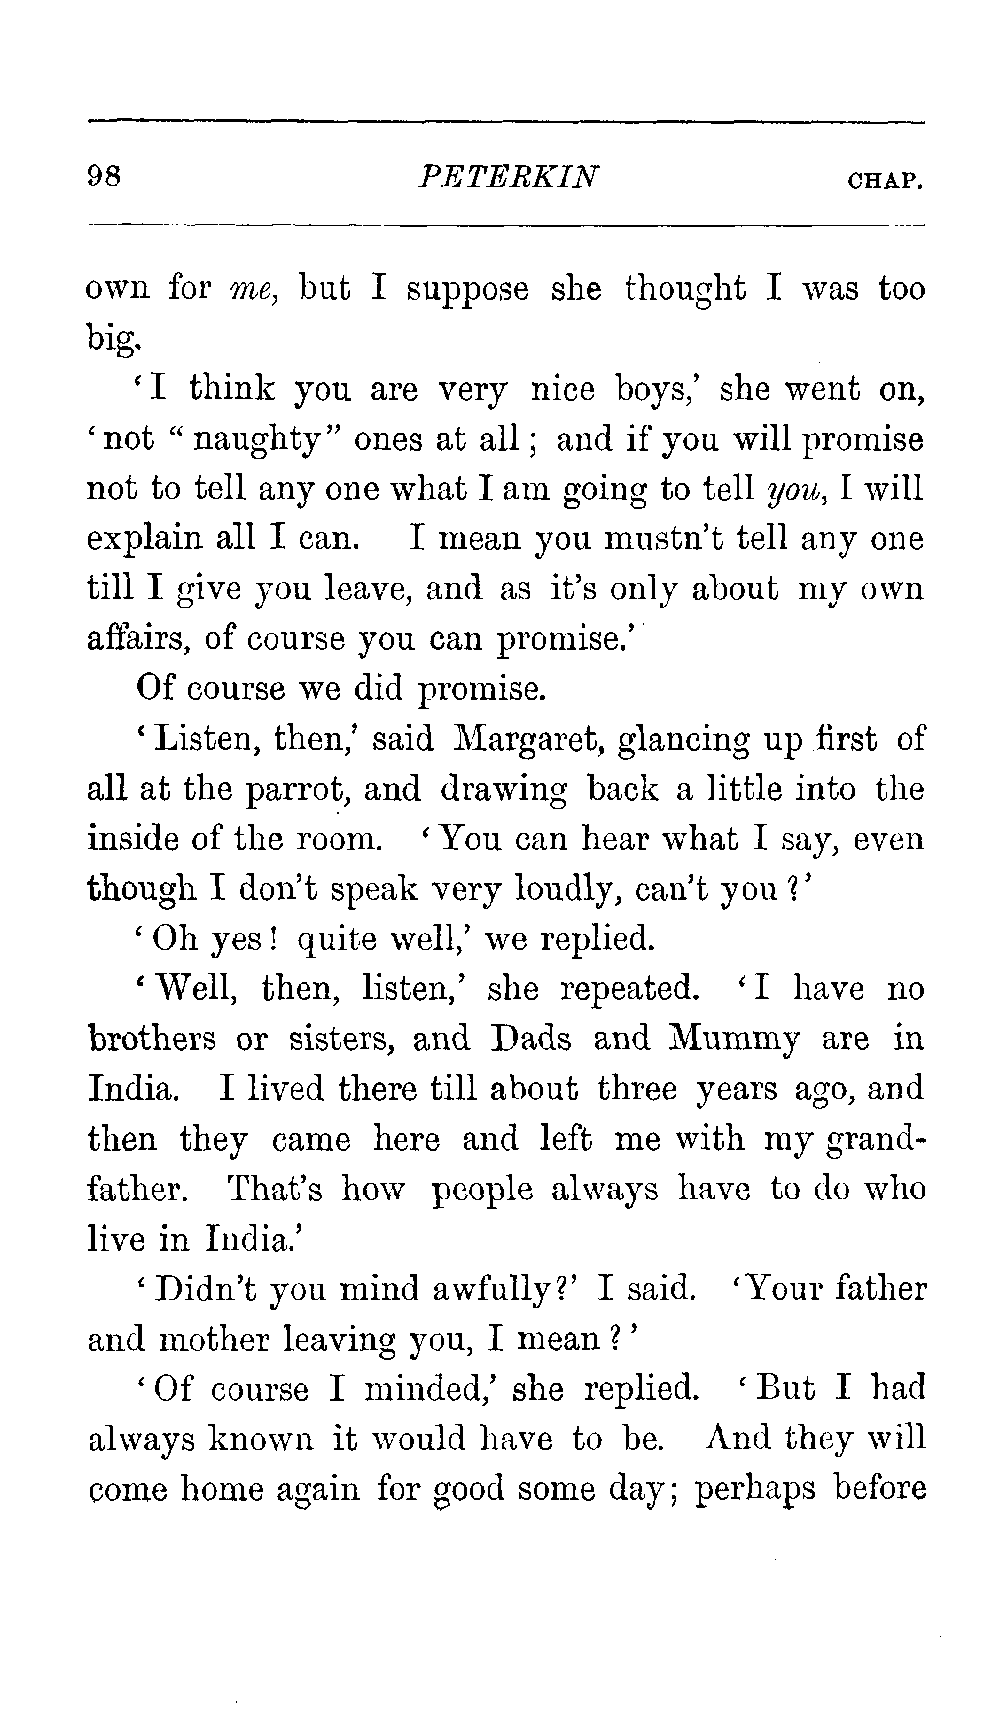 98 PETERKIN CHAP.
own for me, but I suppose she thought I was too
big.
‘I think you are very nice boys,’ she went on,
‘not “naughty” ones at all; and if you will promise
not to tell any one what I am going to tell you, I will
explain all I can. I mean you mustn’t tell any one
till I give you leave, and as it’s only about my own
affairs, of course you can promise.’
Of course we did promise.
‘Listen, then,’ said Margaret, glancing up first of
all at the parrot, and drawing back a little into the
inside of the room. ‘You can hear what I say, even
though I don’t speak very loudly, can’t you?’
‘Oh yes! quite well,’ we replied.
‘Well, then, listen,’ she repeated. ‘I have no
brothers or sisters, and Dads and Mummy are in
India. I lived there till about three years ago, and
then they came here and left me with my grand-
father. That’s how people always have to do who
live in India.’
‘Didn’t you mind awfully?’ I said. ‘Your father
and mother leaving you, I mean?’
‘Of course I minded,’ she replied. ‘But I had
always known it would have to be. And they will
come home again for good some day; perhaps before